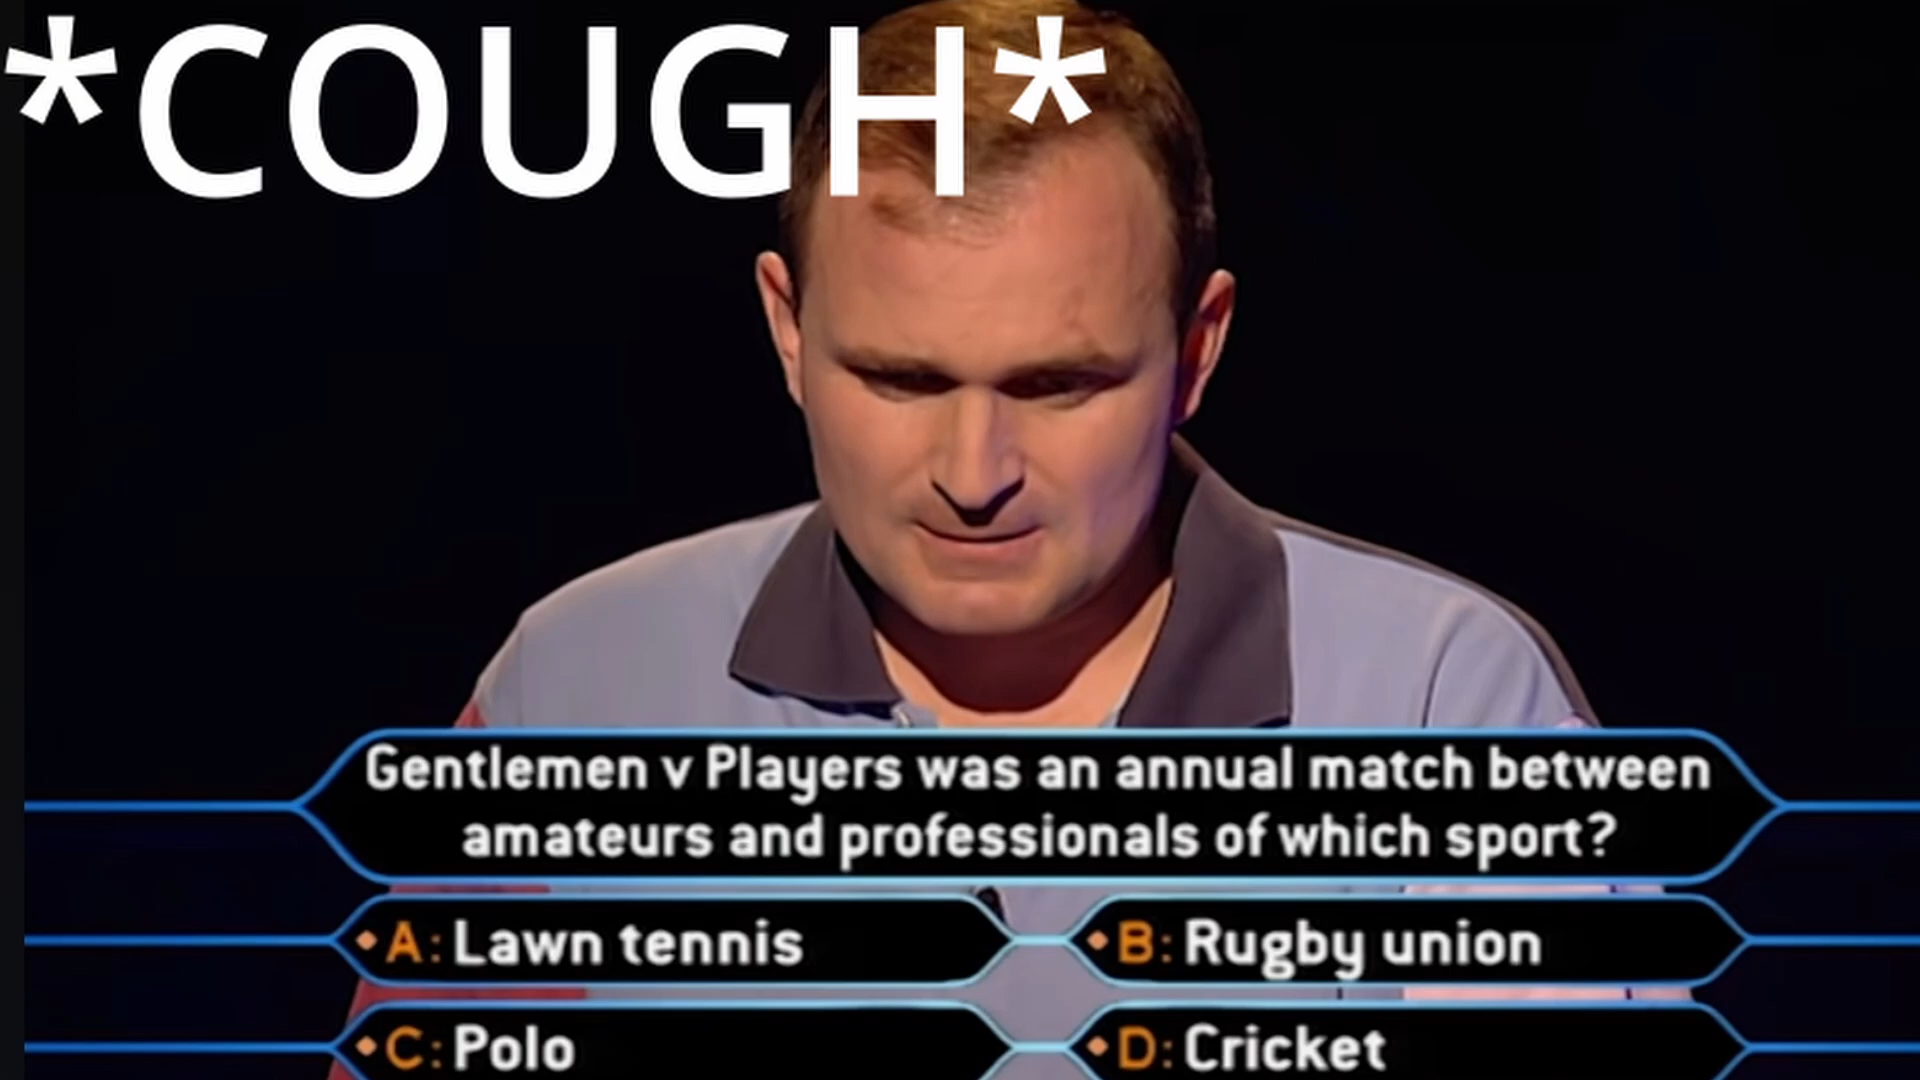 *COUGH*
Gentlemen v Players was an annual match between
amateurs and professionals of which sport?
A: Lawn tennis
B: Rugby union
C: Polo
D: Cricket